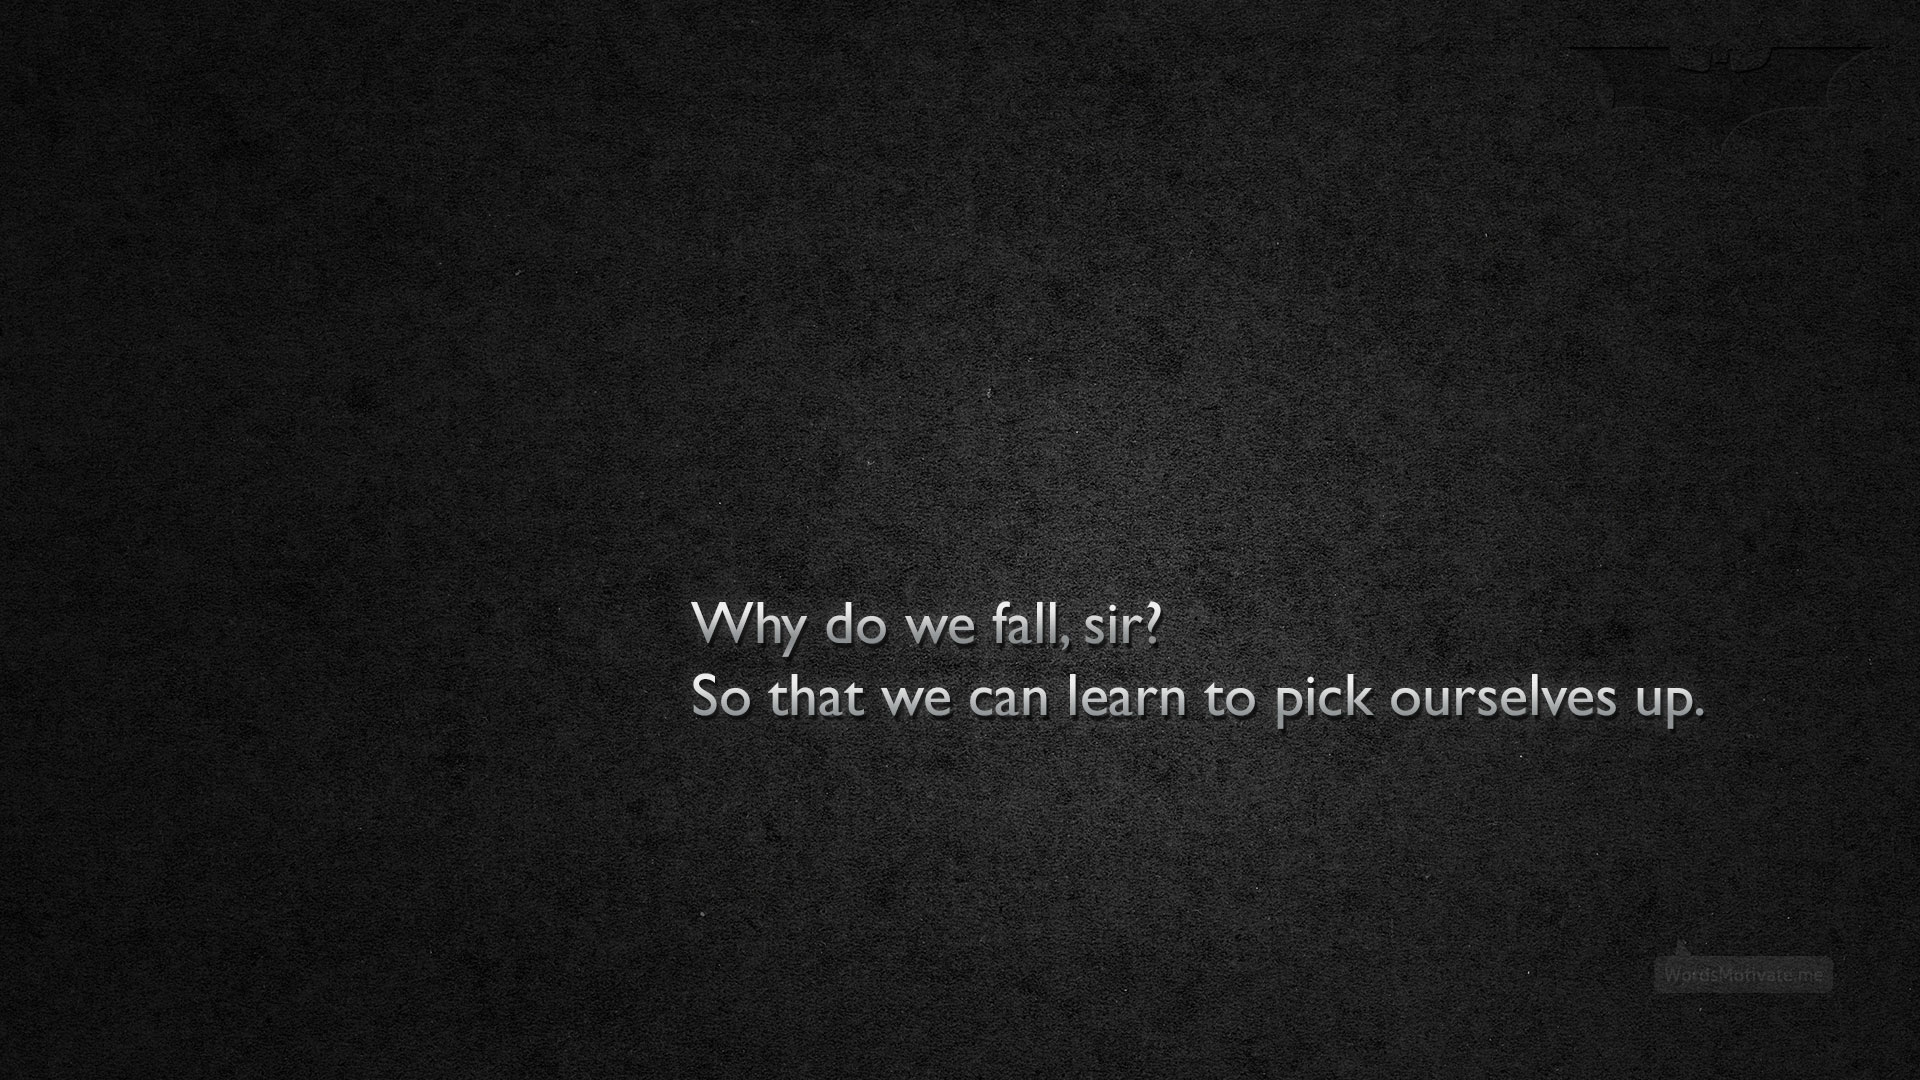 Why do we fall, sir?
So that we can learn to pick ourselves up.
WordsMotivate.me